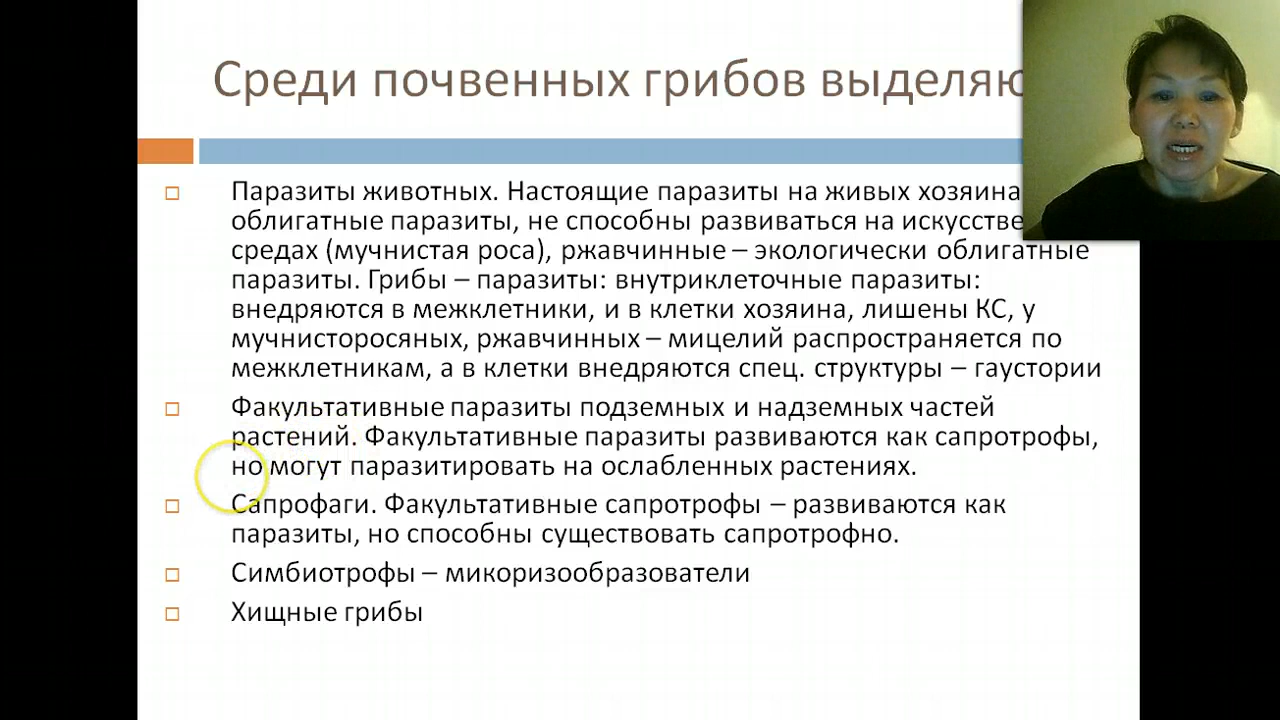 Среди почвенных грибов выделяю
Паразиты животных. Настоящие паразиты на живых хозяина
облигатные паразиты, не способны развиваться на искусстве
средах (мучнистая роса), ржавчинные – экологически облигатные
паразиты. Грибы – паразиты: внутриклеточные паразиты:
внедряются в межклетники, и в клетки хозяина, лишены КС, у
мучнисторосяных, ржавчинных – мицелий распространяется по
межклетникам, а в клетки внедряются спец. структуры – гаустории
Факультативные паразиты подземных и надземных частей
растений. Факультативные паразиты развиваются как сапротрофы,
но могут паразитировать на ослабленных растениях.
Сапрофаги. Факультативные сапротрофы – развиваются как
паразиты, но способны существовать сапротрофно.
Симбиотрофы – микоризообразователи
Хищные грибы